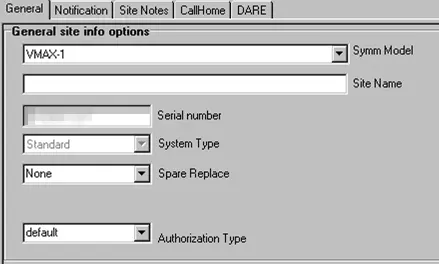 General Notification Site Notes CallHome DARE
General site info options
VMAX-1 Symm Model
Site Name
Serial number
Standard System Type
None Spare Replace
default Authorization Type